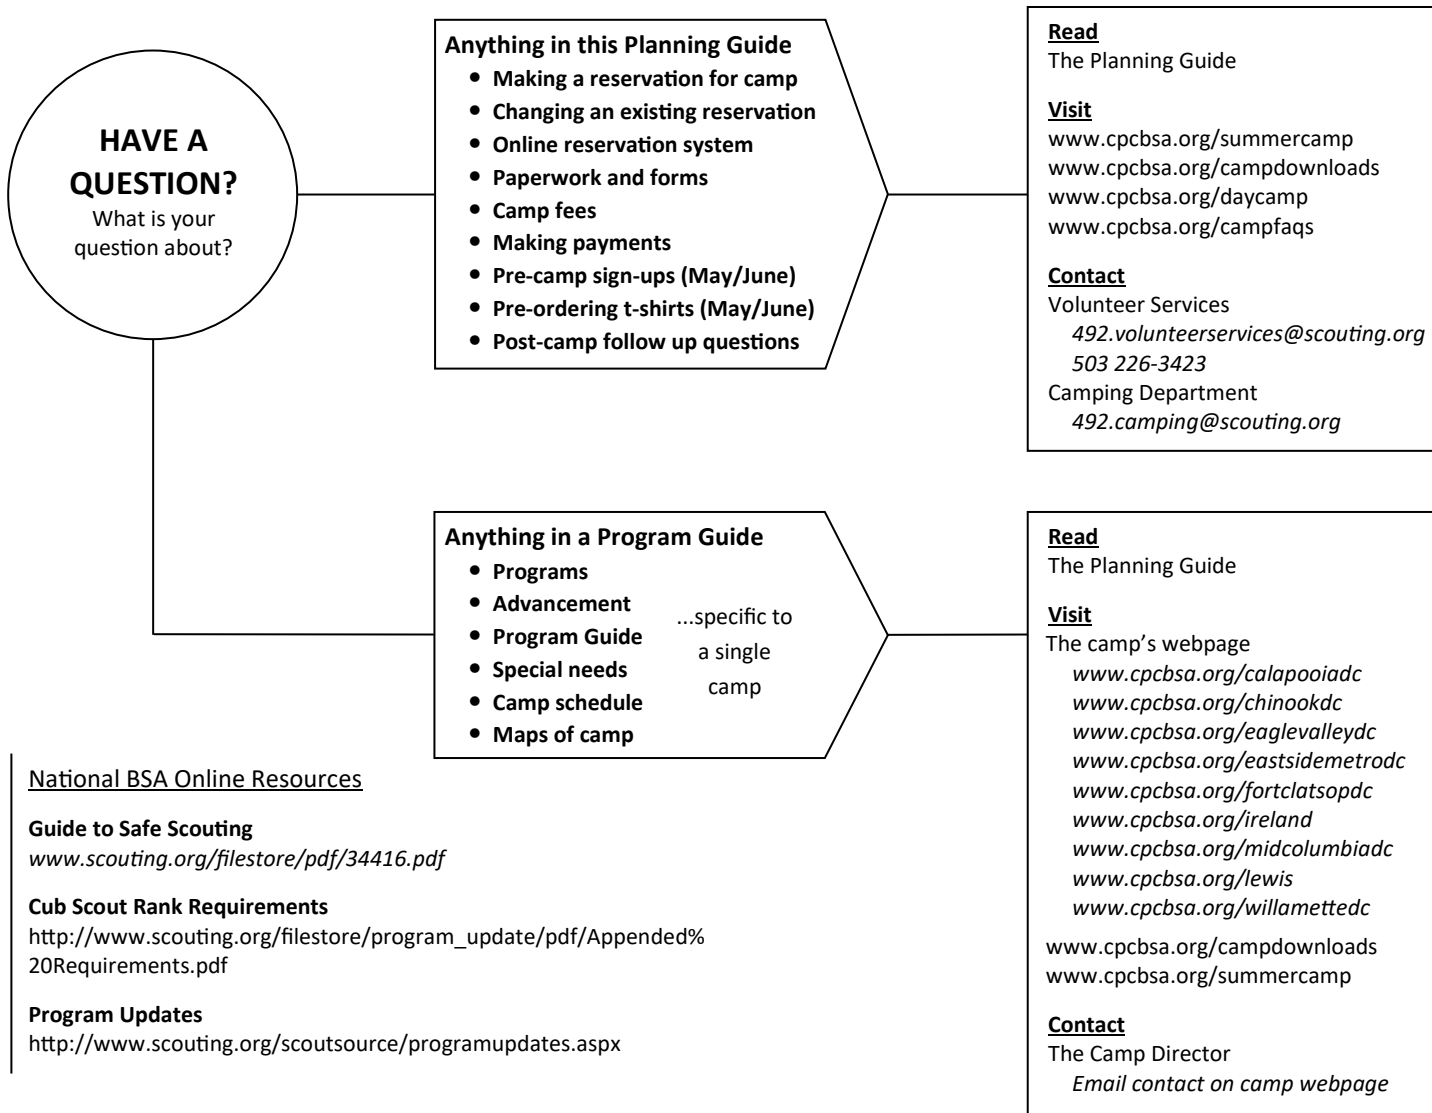 HAVE A
QUESTION?
What is your
question about?
Anything in this Planning Guide
• Making a reservation for camp
• Changing an existing reservation
• Online reservation system
• Paperwork and forms
• Camp fees
• Making payments
• Pre-camp sign-ups (May/June)
• Pre-ordering t-shirts (May/June)
• Post-camp follow up questions
Read
The Planning Guide
Visit
www.cpcbsa.org/summercamp
www.cpcbsa.org/campdownloads
www.cpcbsa.org/daycamp
www.cpcbsa.org/campfaqs
Contact
Volunteer Services
492.volunteerservices@scouting.org
503 226-3423
Camping Department
492.camping@scouting.org
Anything in a Program Guide
• Programs
• Advancement
• Program Guide
• Special needs
• Camp schedule
• Maps of camp
...specific to
a single
camp
Read
The Planning Guide
Visit
The camp’s webpage
www.cpcbsa.org/calapooiadc
www.cpcbsa.org/chinookdc
www.cpcbsa.org/eaglevalleydc
www.cpcbsa.org/eastsidemetrodc
www.cpcbsa.org/fortclatsopdc
www.cpcbsa.org/ireland
www.cpcbsa.org/midcolumbiadc
www.cpcbsa.org/lewis
www.cpcbsa.org/willamettedc
www.cpcbsa.org/campdownloads
www.cpcbsa.org/summercamp
Contact
The Camp Director
Email contact on camp webpage
National BSA Online Resources
Guide to Safe Scouting
www.scouting.org/filestore/pdf/34416.pdf
Cub Scout Rank Requirements
http://www.scouting.org/filestore/program_update/pdf/Appended%
20Requirements.pdf
Program Updates
http://www.scouting.org/scoutsource/programupdates.aspx